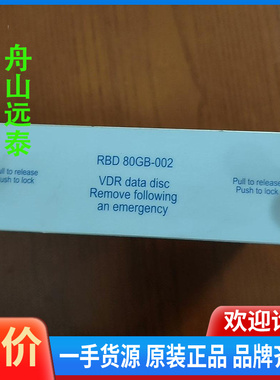 舟山远泰
RBD 80GB-002
Pull to release
Push to lock
VDR data disc
Remove following
an emergency
Pull to release
Push to lock
价
欢迎
一手货源 原装正品 品牌齐